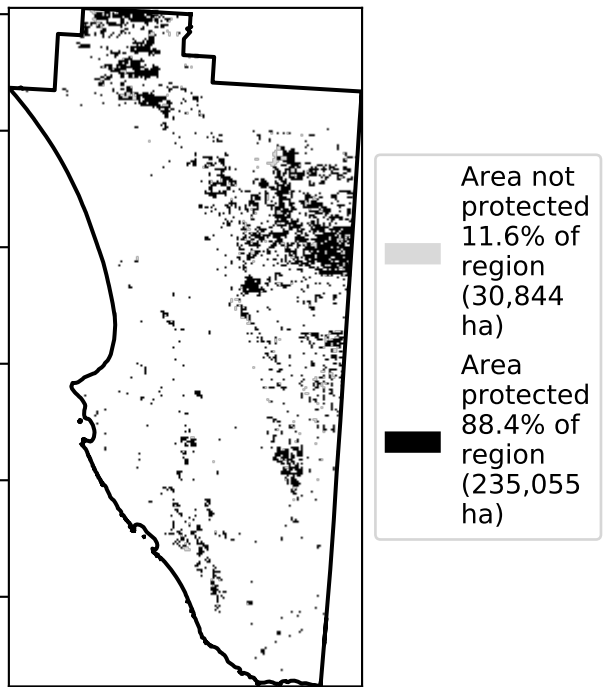 Area not
protected
11.6% of
region
(30,844
ha)
Area
protected
88.4% of
region
(235,055
ha)